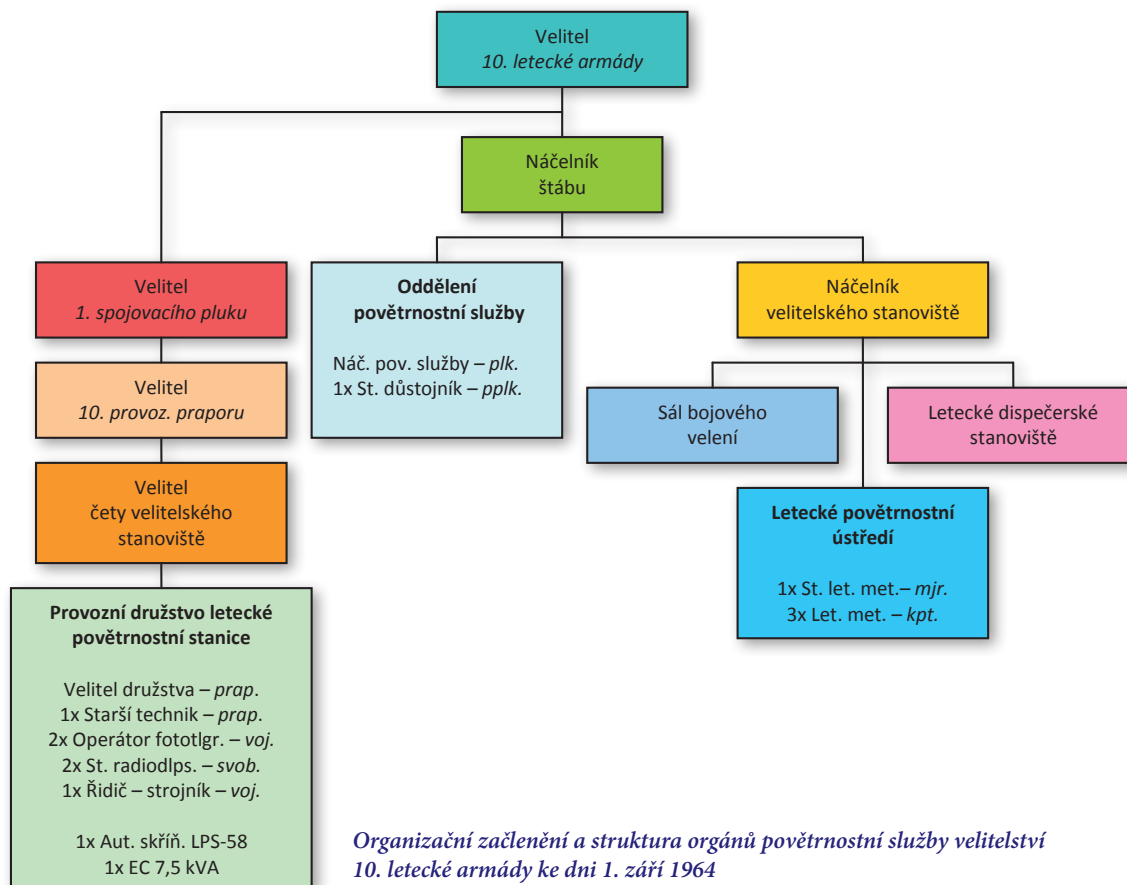 Velitel
10. letecké armády
Náčelník
štábu
Velitel
1. spojovacího pluku
Oddělení
povětrnostní služby
Náč. pov. služby – plk.
1x St. důstojník – pplk.
Náčelník
velitelského stanoviště
Velitel
10. provoz. praporu
Sál bojového
velení
Letecké dispečerské
stanoviště
Velitel
čety velitelského
stanoviště
Letecké povětrnostní
ústředí
1x St. let. met.– mjr.
3x Let. met. – kpt.
Provozní družstvo letecké
povětrnostní stanice
Velitel družstva – prap.
1x Starší technik – prap.
2x Operátor fototlgr. – voj.
2x St. radiodlps. – svob.
1x Řidič – strojník – voj.
1x Aut. skříň. LPS-58
1x EC 7,5 kVA
Organizační začlenění a struktura orgánů povětrnostní služby velitelství
10. letecké armády ke dni 1. září 1964